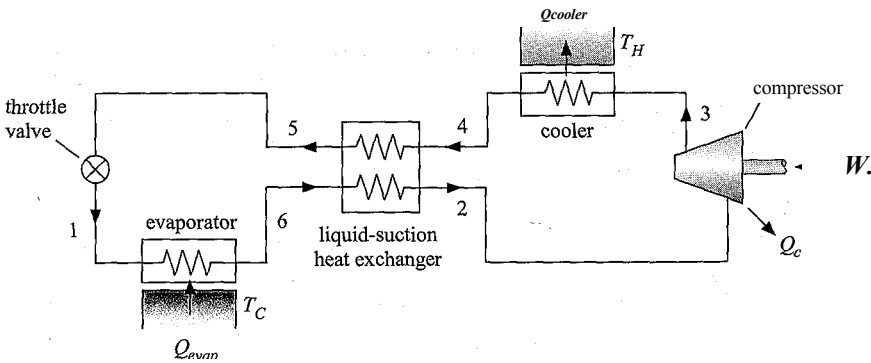 Qcooler
T_H
compressor
throttle
valve
5
4
cooler
3
W.
1
evaporator
6
liquid-suction
heat exchanger
2
Q_c
T_C
Q_evap